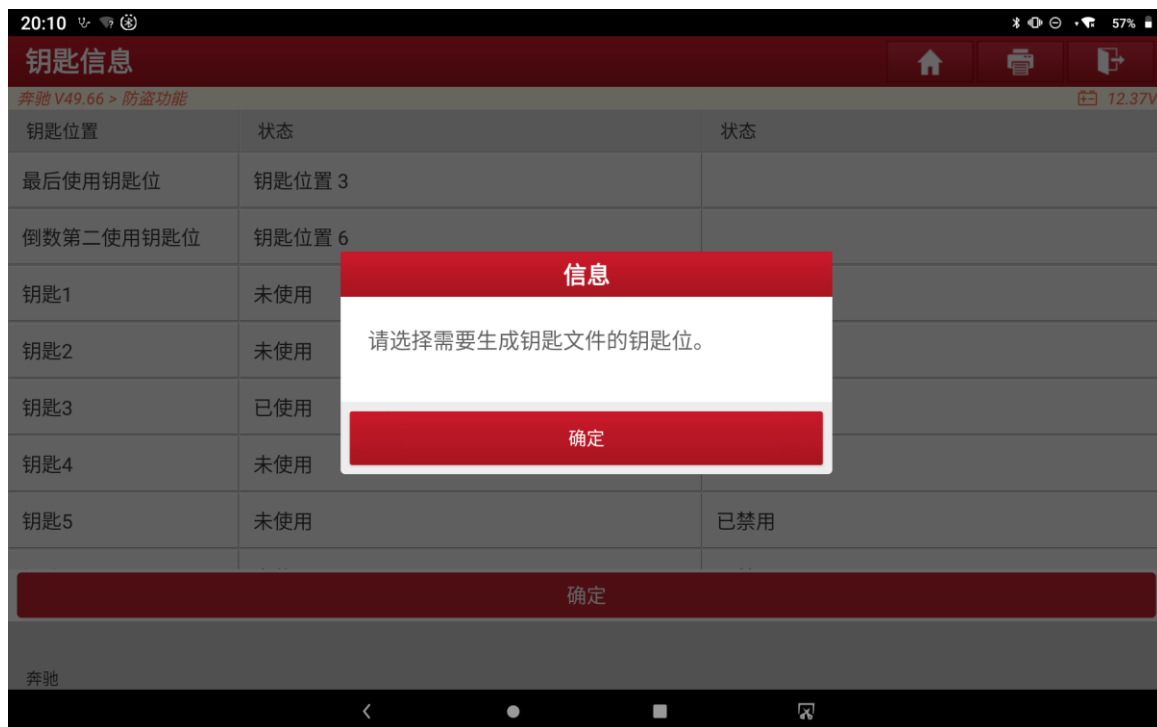 20:10
57%
钥匙信息
奔驰 V49.66 > 防盗功能
12.37V
钥匙位置 状态 状态
最后使用钥匙位 钥匙位置 3
倒数第二使用钥匙位 钥匙位置 6
信息
钥匙1 未使用
请选择需要生成钥匙文件的钥匙位。
钥匙2 未使用
钥匙3 已使用
确定
钥匙4 未使用
钥匙5 未使用 已禁用
确定
奔驰